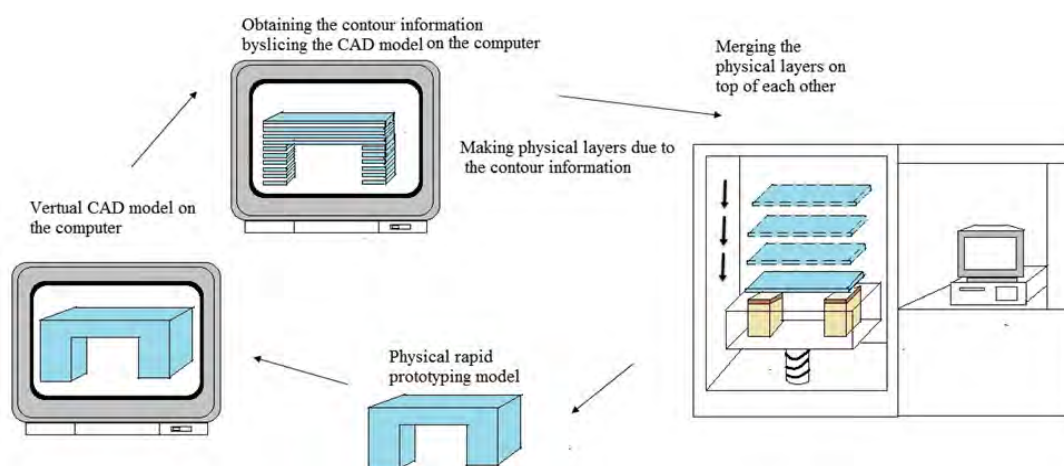 Obtaining the contour information
byslicing the CAD model on the computer
Merging the
physical layers on
top of each other
Making physical layers due to
the contour information
Vertual CAD model on
the computer
Physical rapid
prototyping model